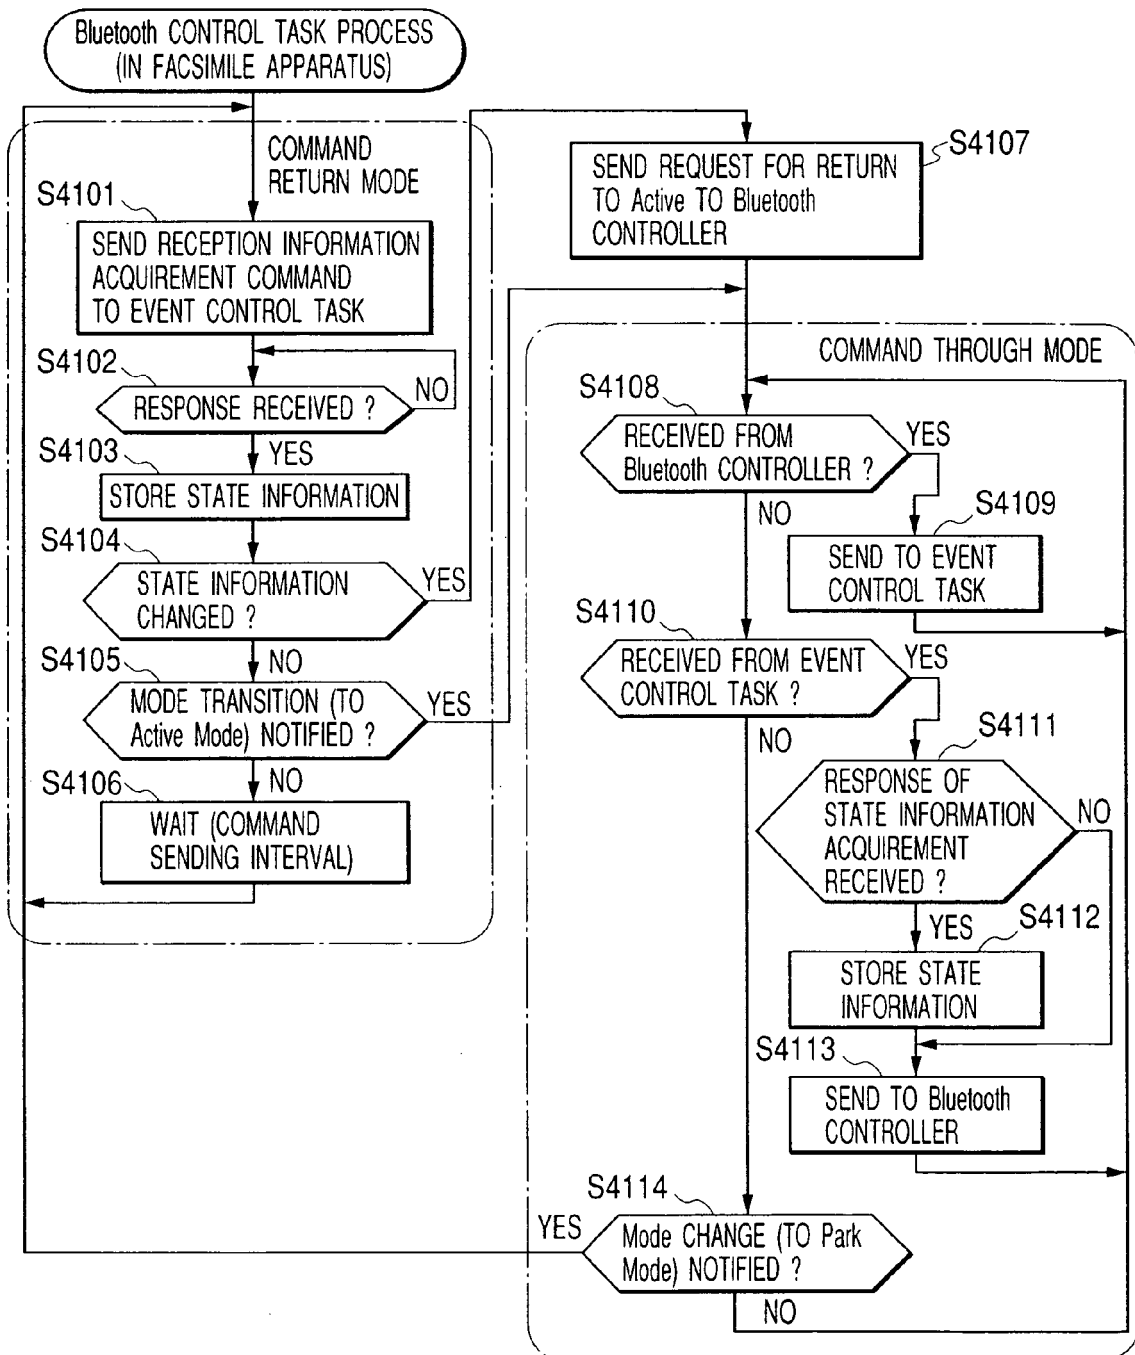 Bluetooth CONTROL TASK PROCESS
(IN FACSIMILE APPARATUS)
COMMAND
RETURN MODE
S4101
SEND RECEPTION INFORMATION
ACQUIREMENT COMMAND
TO EVENT CONTROL TASK
S4102
NO
RESPONSE RECEIVED ?
YES
S4103
STORE STATE INFORMATION
S4104
STATE INFORMATION
CHANGED ?
YES
NO
S4105
MODE TRANSITION (TO
Active Mode) NOTIFIED ?
YES
NO
S4106
WAIT (COMMAND
SENDING INTERVAL)
S4107
SEND REQUEST FOR RETURN
TO Active TO Bluetooth
CONTROLLER
COMMAND THROUGH MODE
S4108
RECEIVED FROM
Bluetooth CONTROLLER ?
YES
NO
S4109
SEND TO EVENT
CONTROL TASK
S4110
RECEIVED FROM EVENT
CONTROL TASK ?
YES
NO
S4111
RESPONSE OF
STATE INFORMATION
ACQUIREMENT
RECEIVED ?
NO
YES
S4112
STORE STATE
INFORMATION
S4113
SEND TO Bluetooth
CONTROLLER
S4114
YES
Mode CHANGE (TO Park
Mode) NOTIFIED ?
NO